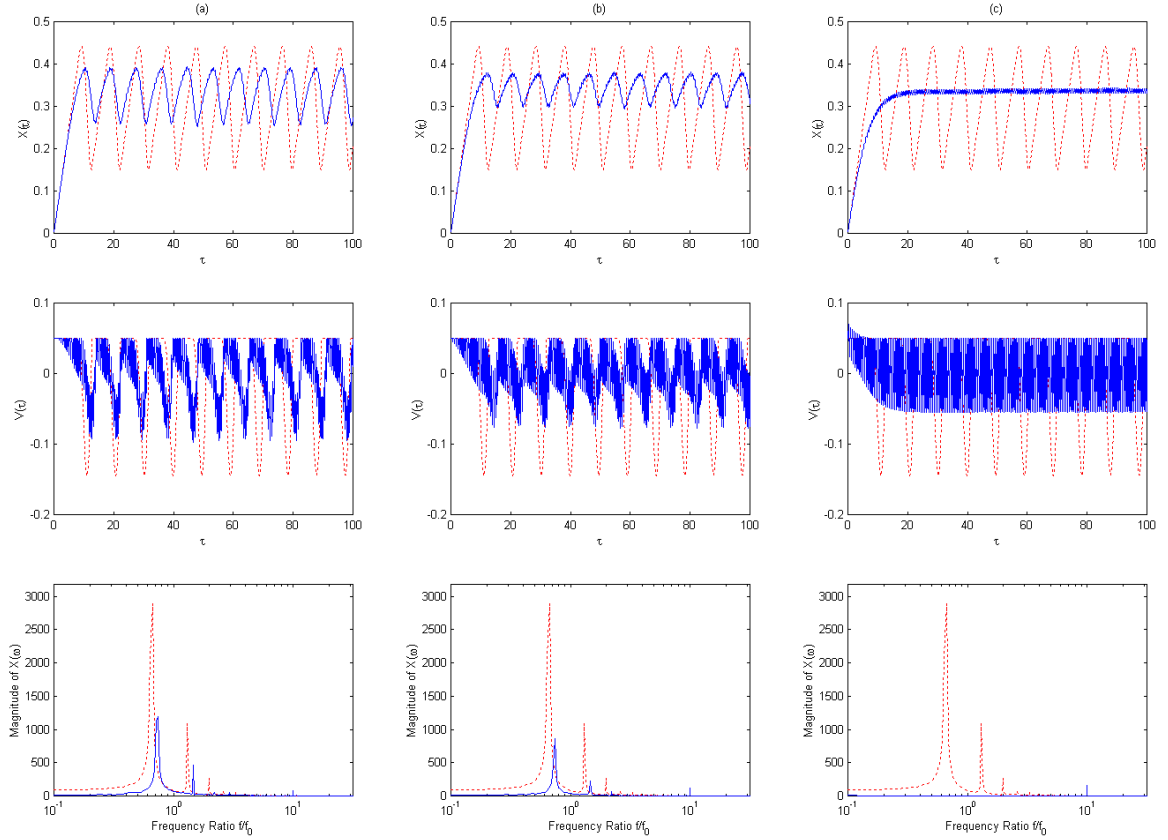 (a)
(b)
(c)
0.5
0.4
0.3
0.2
0.1
0
X(τ)
0 20 40 60 80 100
τ
0.5
0.4
0.3
0.2
0.1
0
X(τ)
0 20 40 60 80 100
τ
0.5
0.4
0.3
0.2
0.1
0
X(τ)
0 20 40 60 80 100
τ
0.1
0
-0.1
-0.2
V(τ)
0 20 40 60 80 100
τ
0.1
0
-0.1
-0.2
V(τ)
0 20 40 60 80 100
τ
0.1
0
-0.1
-0.2
V(τ)
0 20 40 60 80 100
τ
3000
2500
2000
1500
1000
500
0
Magnitude of X(ω)
10⁻¹ 10⁰ 10¹
Frequency Ratio f/f₀
3000
2500
2000
1500
1000
500
0
Magnitude of X(ω)
10⁻¹ 10⁰ 10¹
Frequency Ratio f/f₀
3000
2500
2000
1500
1000
500
0
Magnitude of X(ω)
10⁻¹ 10⁰ 10¹
Frequency Ratio f/f₀